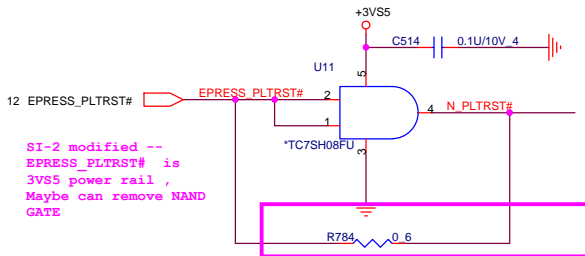 +3VS5
C514 0.1U/10V_4
U11
5
12 EPRESS_PLTRST#
EPRESS_PLTRST#
2
1
4
N_PLTRST#
*TC7SH08FU
3
SI-2 modified --
EPRESS_PLTRST# is
3VS5 power rail ,
Maybe can remove NAND
GATE
R784 0_6